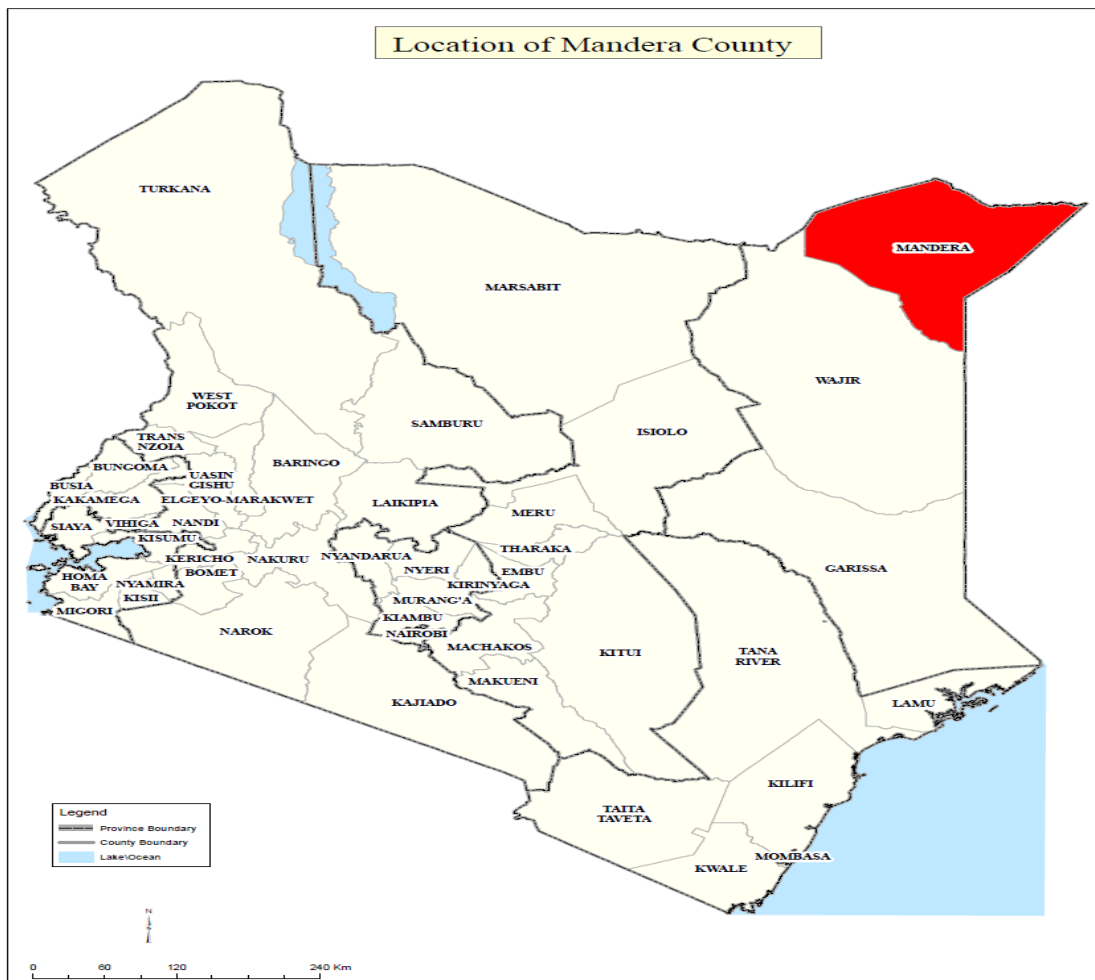 Location of Mandera County
TURKANA
MANDERA
MARSABIT
WAJIR
WEST
POKOT
SAMBURU
ISIOLO
TRANS
NZOIA
BUNGOMA
BARINGO
UASIN
GISHU
BUSIA
KAKAMEGA
ELGEYO-MARAKWET
LAIKIPIA
MERU
SIAYA
VIHIGA
NANDI
KISUMU
THARAKA
KERICHO
NAKURU
NYANDARUA
NYERI
EMBU
GARISSA
HOMA
BAY
BOMET
NYAMIRA
KIRINYAGA
KISII
MURANG'A
MIGORI
KIAMBU
NAROK
NAIROBI
MACHAKOS
KITUI
TANA
RIVER
MAKUENI
KAJIADO
LAMU
KILIFI
TAITA
TAVETA
MOMBASA
KWALE
Legend
Province Boundary
County Boundary
Lake\Ocean
N
0 60 120 240 Km